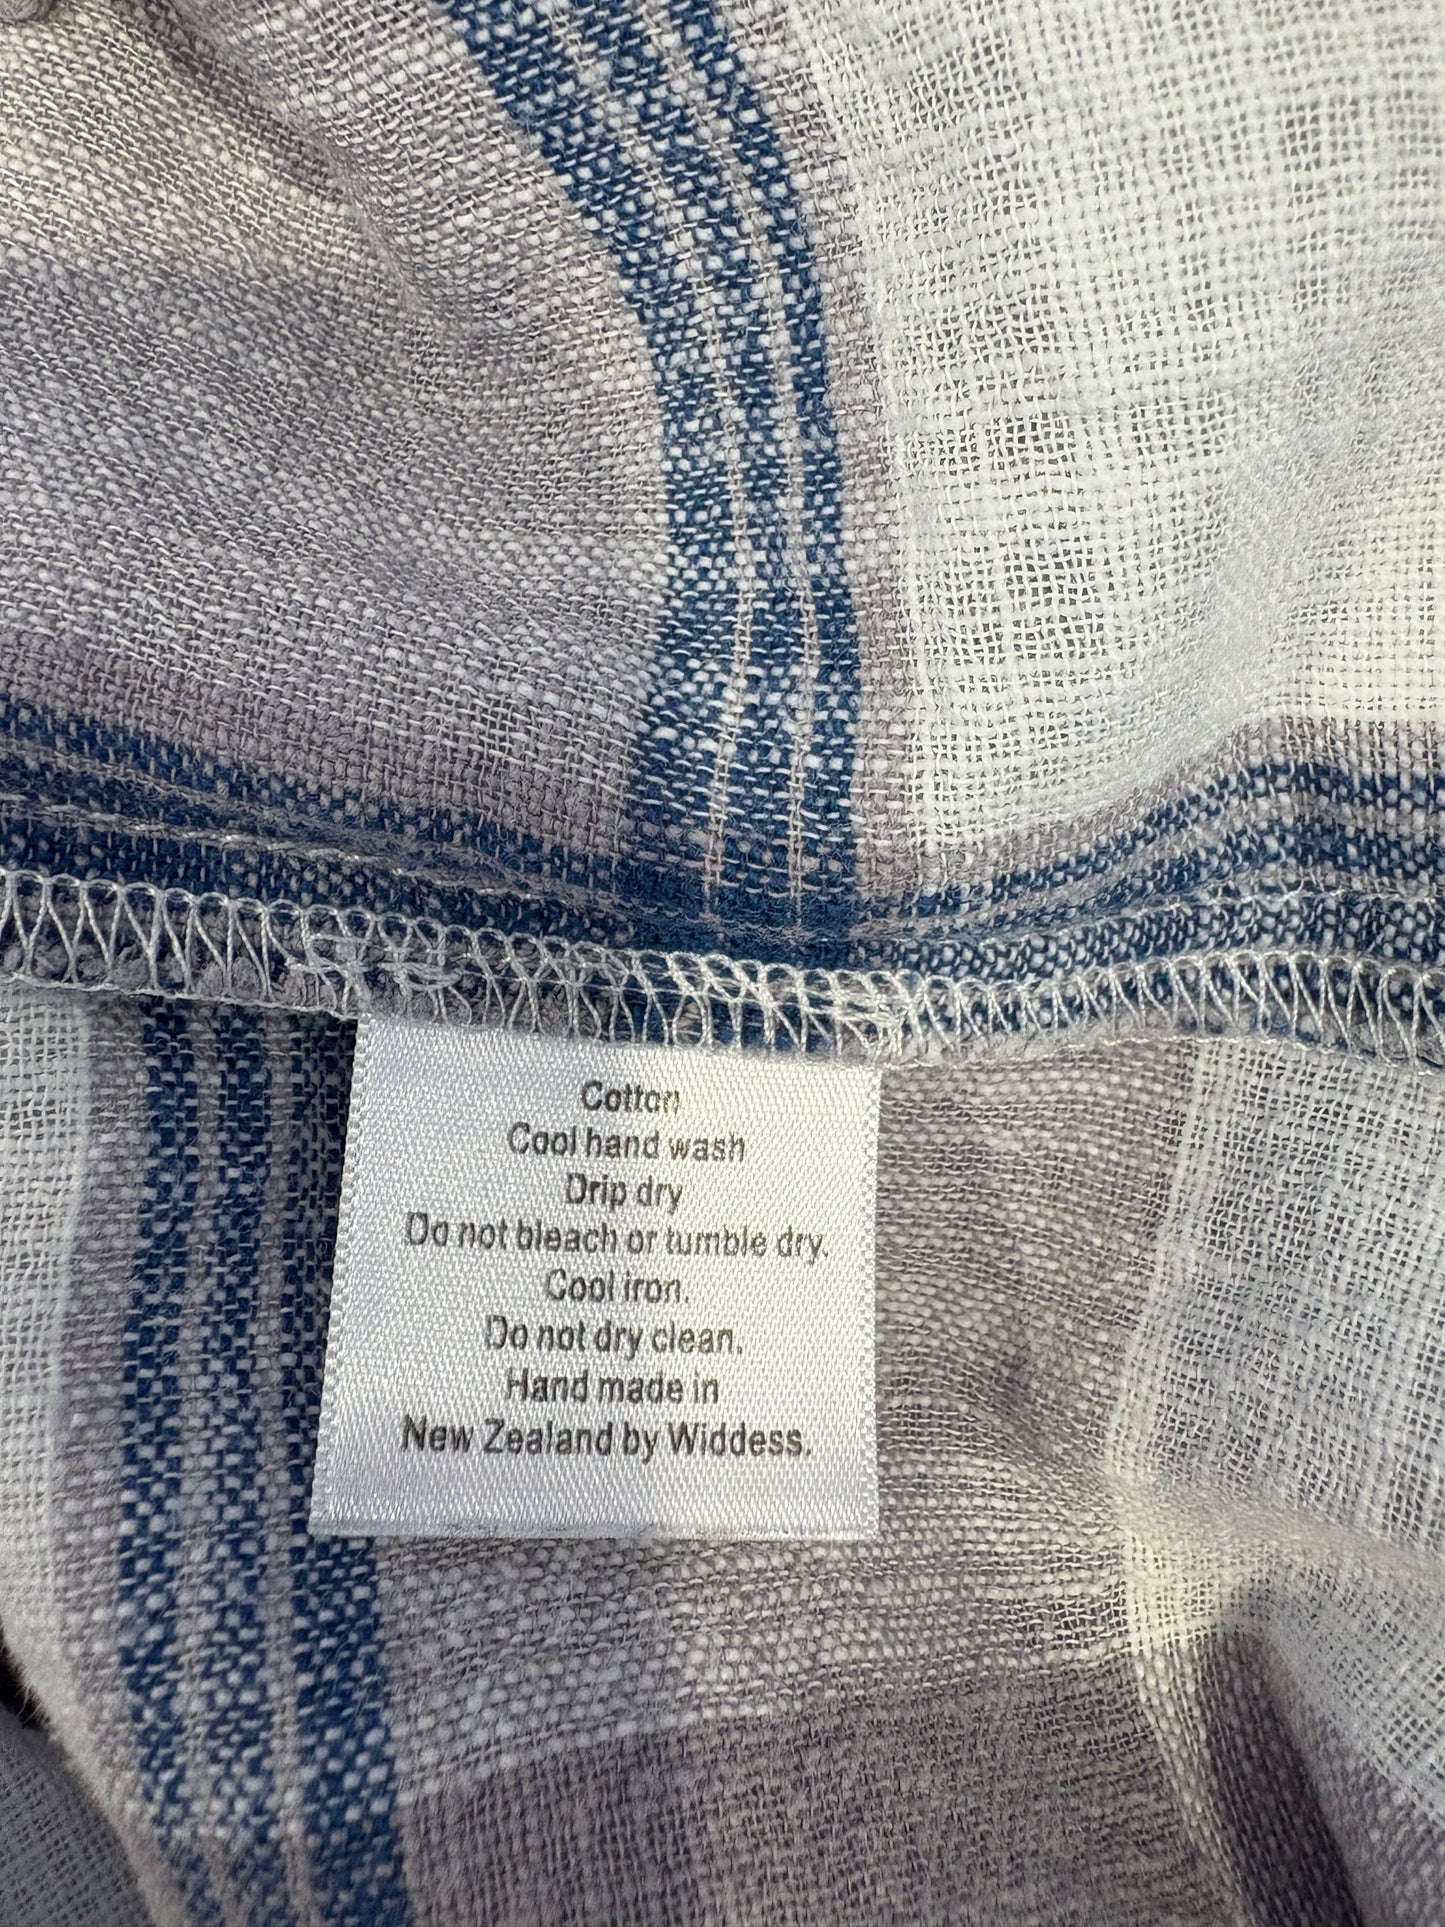 Cotton
Cool hand wash
Drip dry
Do not bleach or tumble dry.
Cool iron.
Do not dry clean.
Hand made in
New Zealand by Widdess.